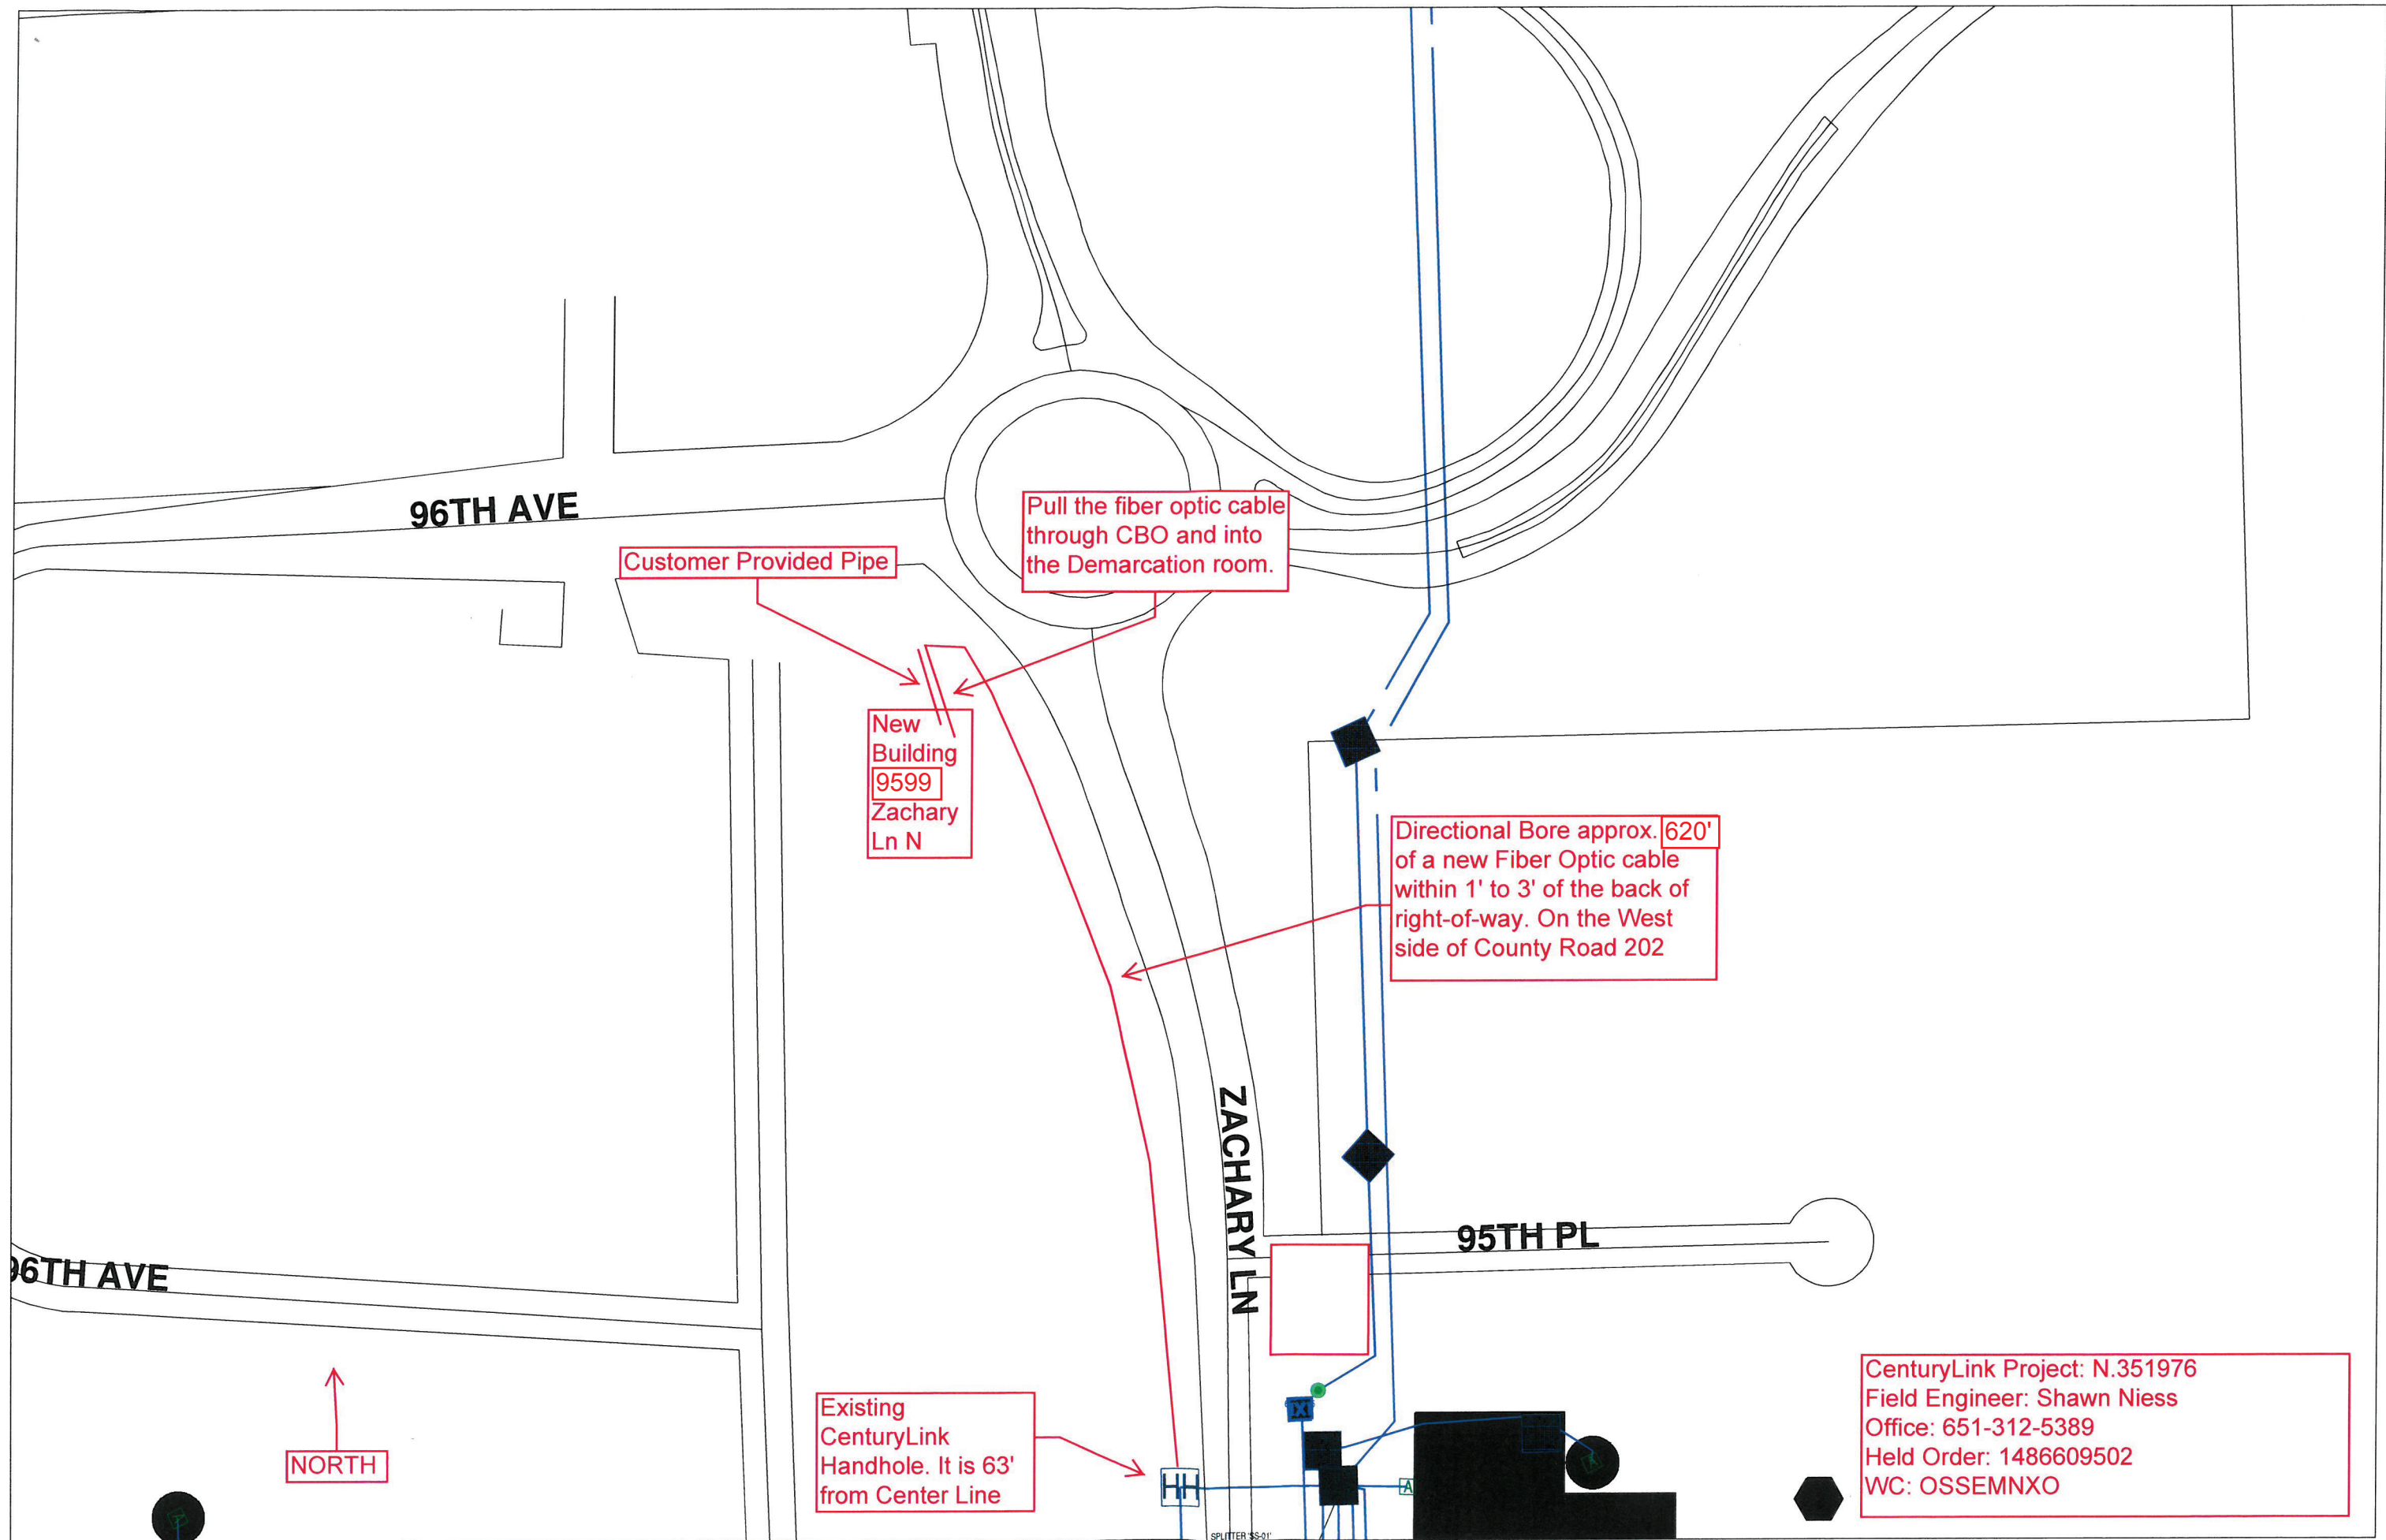 96TH AVE
Pull the fiber optic cable
through CBO and into
the Demarcation room.
Customer Provided Pipe
New
Building
9599
Zachary
Ln N
Directional Bore approx. 620'
of a new Fiber Optic cable
within 1' to 3' of the back of
right-of-way. On the West
side of County Road 202
ZACHARY LN
95TH PL
96TH AVE
NORTH
Existing
CenturyLink
Handhole. It is 63'
from Center Line
HH
A
CenturyLink Project: N.351976
Field Engineer: Shawn Niess
Office: 651-312-5389
Held Order: 1486609502
WC: OSSEMNXO
SPLITTER 'SS-01'